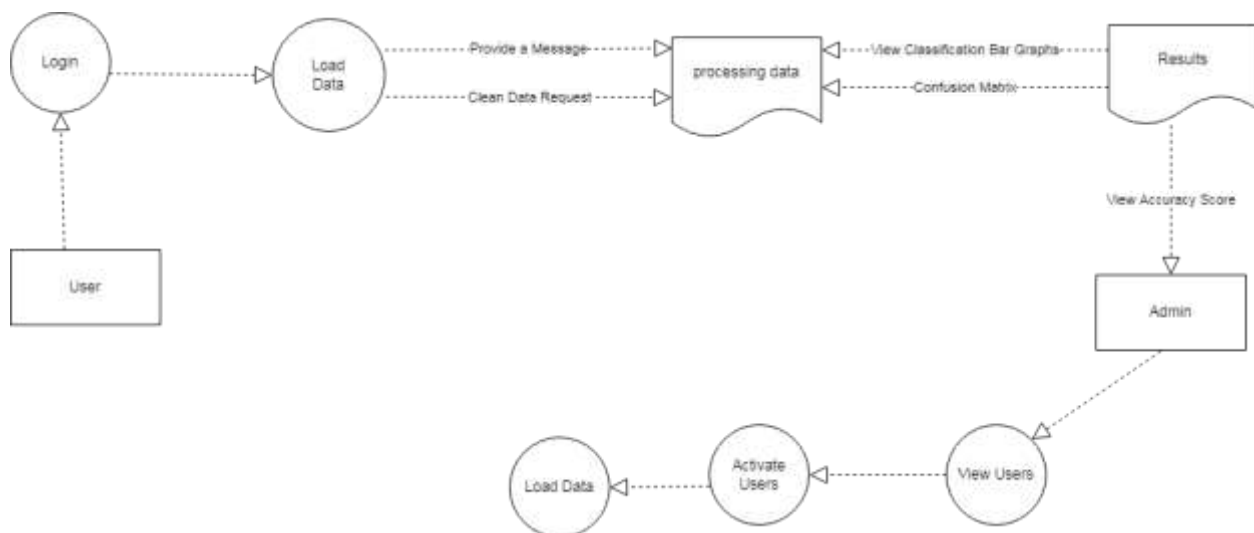 Login
Load
Data
Provide a Message
Clean Data Request
processing data
View Classification Bar Graphs
Confusion Matrix
Results
View Accuracy Score
User
Admin
Load Data
Activate
Users
View Users